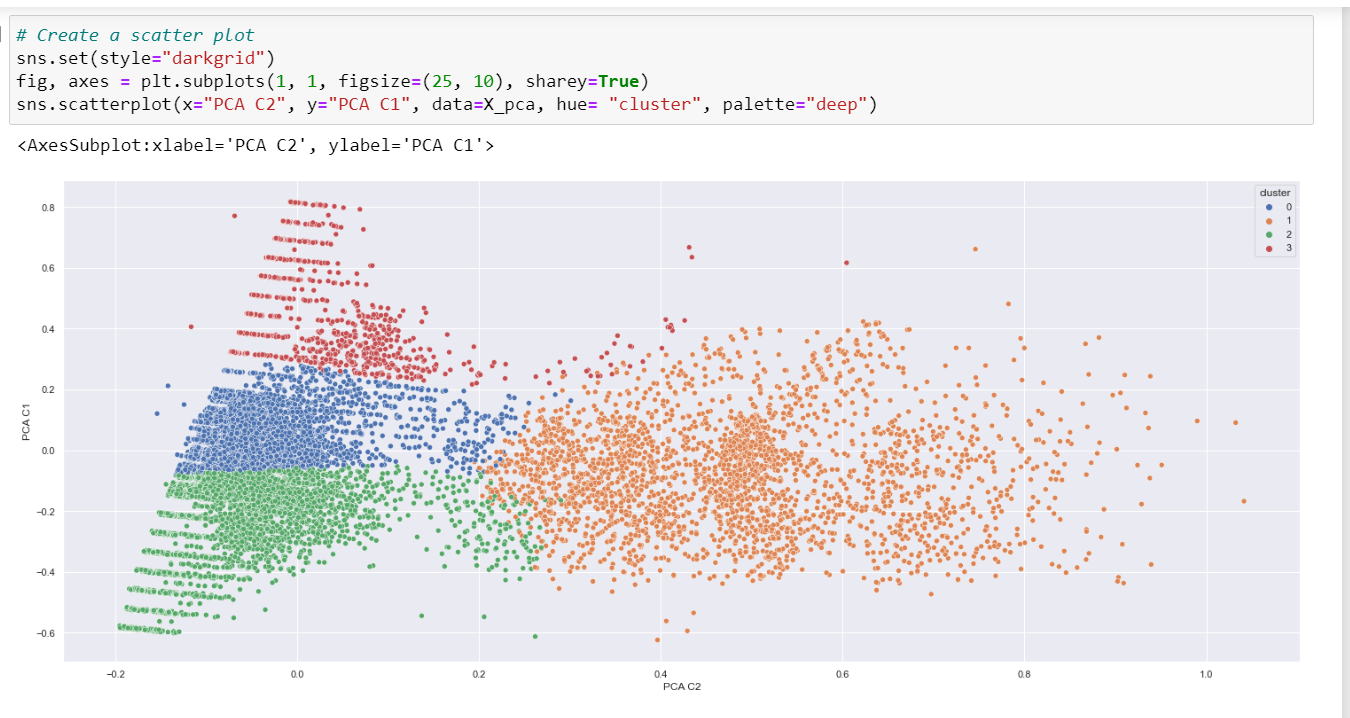 # Create a scatter plot
sns.set(style="darkgrid")
fig, axes = plt.subplots(1, 1, figsize=(25, 10), sharey=True)
sns.scatterplot(x="PCA C2", y="PCA C1", data=X_pca, hue= "cluster", palette="deep")
<AxesSubplot:xlabel='PCA C2', ylabel='PCA C1'>
cluster
0
1
2
3
0.8
0.6
0.4
0.2
0.0
−0.2
−0.4
−0.6
PCA C1
−0.2 0.0 0.2 0.4 0.6 0.8 1.0
PCA C2